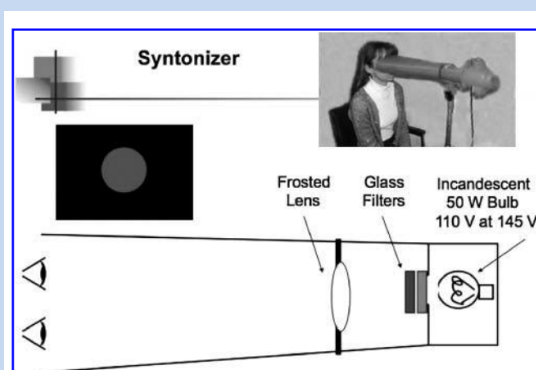 Syntonizer
Frosted
Lens
Glass
Filters
Incandescent
50 W Bulb
110 V at 145 V